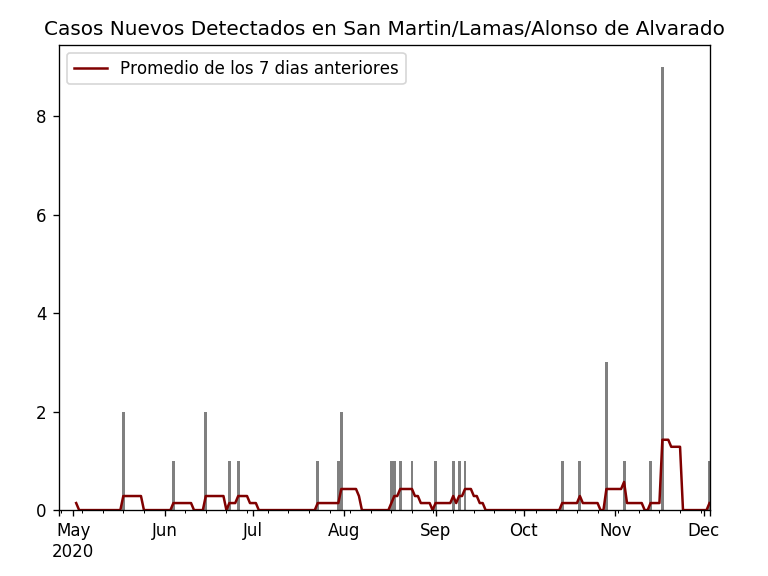 Casos Nuevos Detectados en San Martin/Lamas/Alonso de Alvarado
Promedio de los 7 dias anteriores
8
6
4
2
0
May Jun Jul Aug Sep Oct Nov Dec
2020